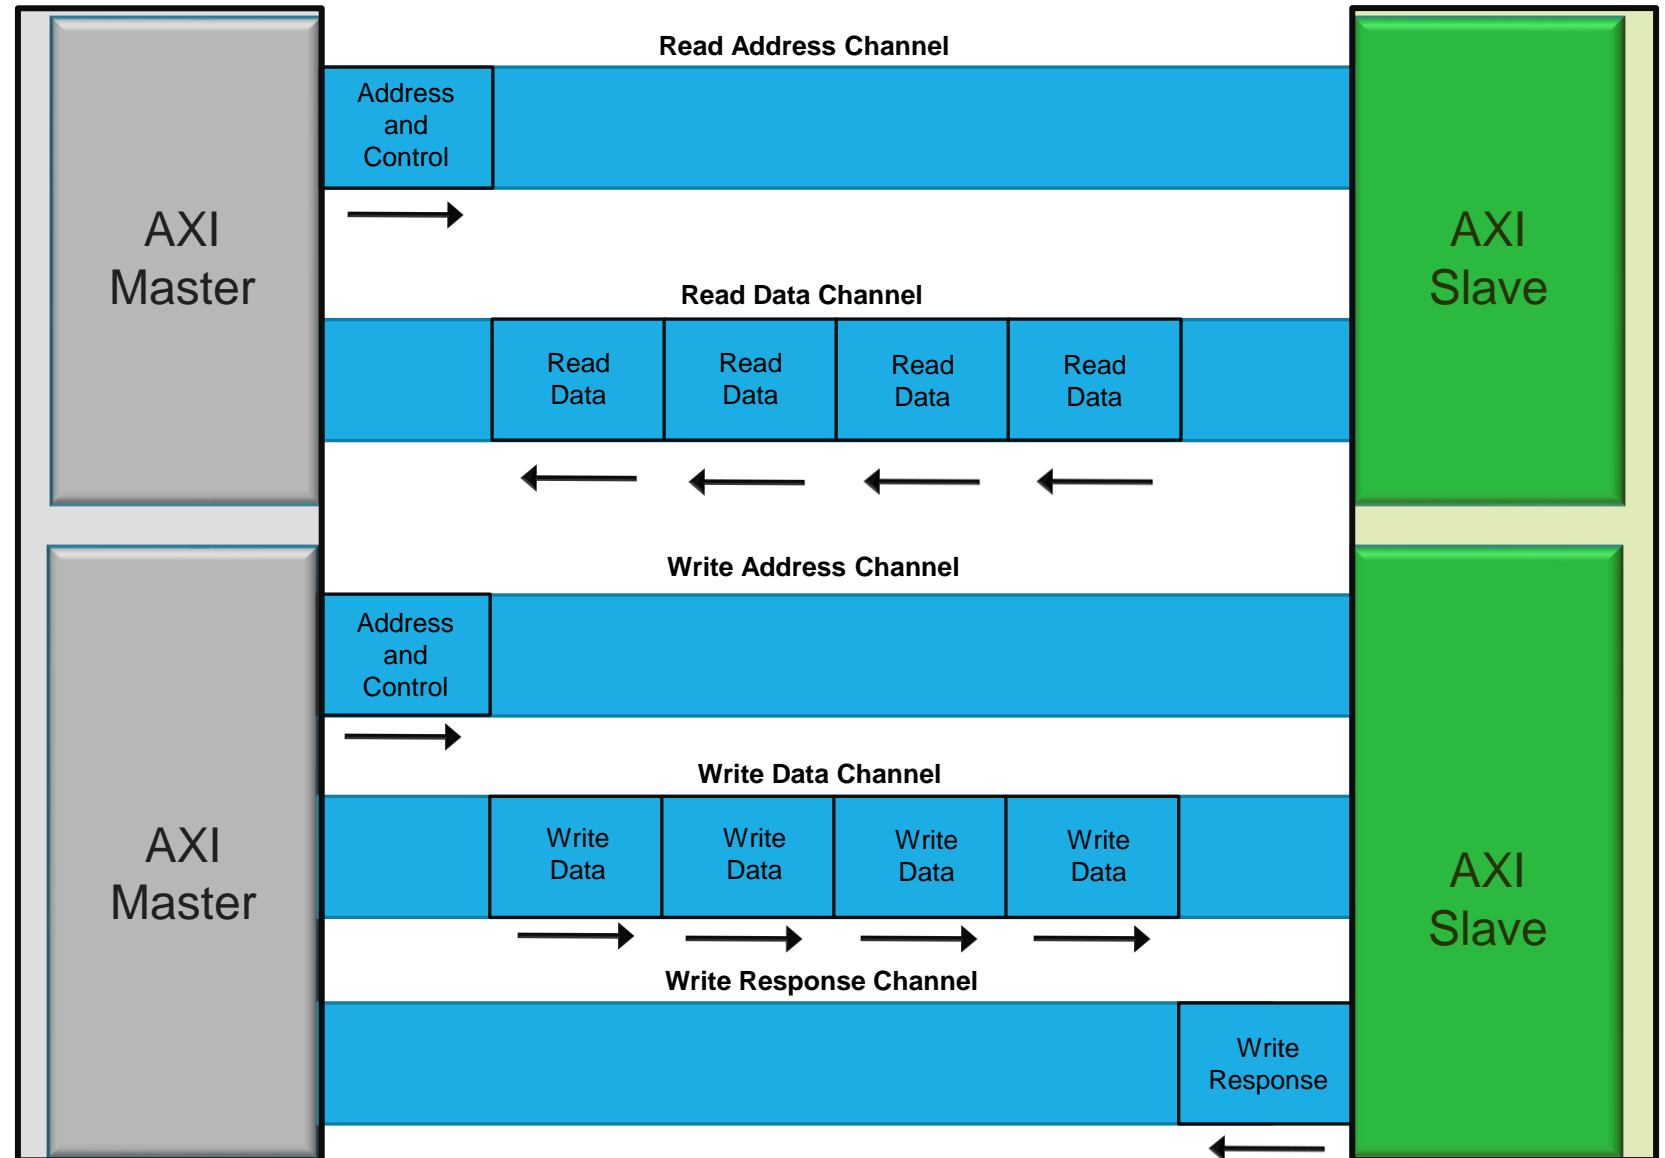 Read Address Channel
Address
and
Control
AXI
Master
AXI
Slave
Read Data Channel
Read
Data
Read
Data
Read
Data
Read
Data
Write Address Channel
Address
and
Control
Write Data Channel
AXI
Master
Write
Data
Write
Data
Write
Data
Write
Data
AXI
Slave
Write Response Channel
Write
Response